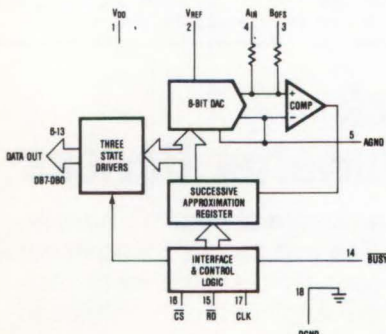 VDD
1
VREF
2
AIN
4
BOFS
3
8-BIT DAC
+
−
COMP
5
AGND
6-13
DATA OUT
DB7-DB0
THREE
STATE
DRIVERS
SUCCESSIVE
APPROXIMATION
REGISTER
INTERFACE
& CONTROL
LOGIC
14
BUSY
16
CS
15
RD
17
CLK
18
DGND